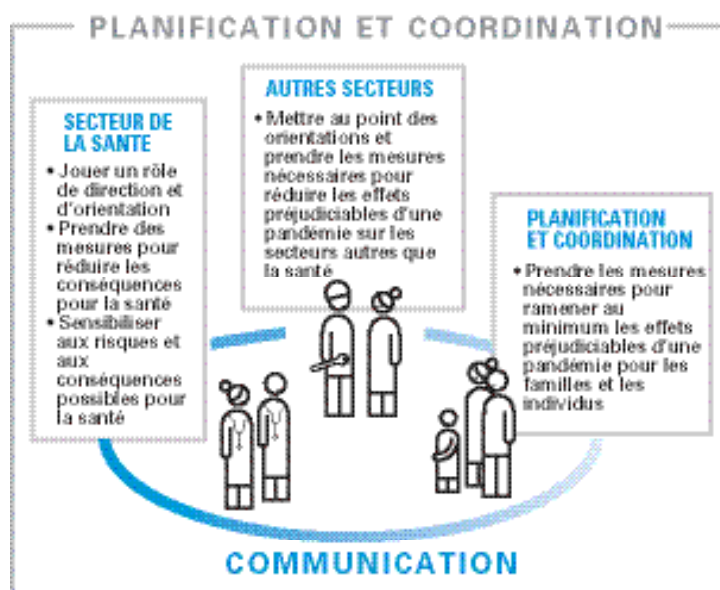 PLANIFICATION ET COORDINATION
SECTEUR DE
LA SANTE
• Jouer un rôle
de direction et
d'orientation
• Prendre des
mesures pour
réduire les
conséquences
pour la santé
• Sensibiliser
aux risques et
aux
conséquences
possibles pour
la santé
AUTRES SECTEURS
• Mettre au point des
orientations et
prendre les mesures
nécessaires pour
réduire les effets
préjudiciables d'une
pandémie sur les
secteurs autres que
la santé
PLANIFICATION
ET COORDINATION
• Prendre les mesures
nécessaires pour
ramener au
minimum les effets
préjudiciables d'une
pandémie pour les
familles et les
individus
COMMUNICATION